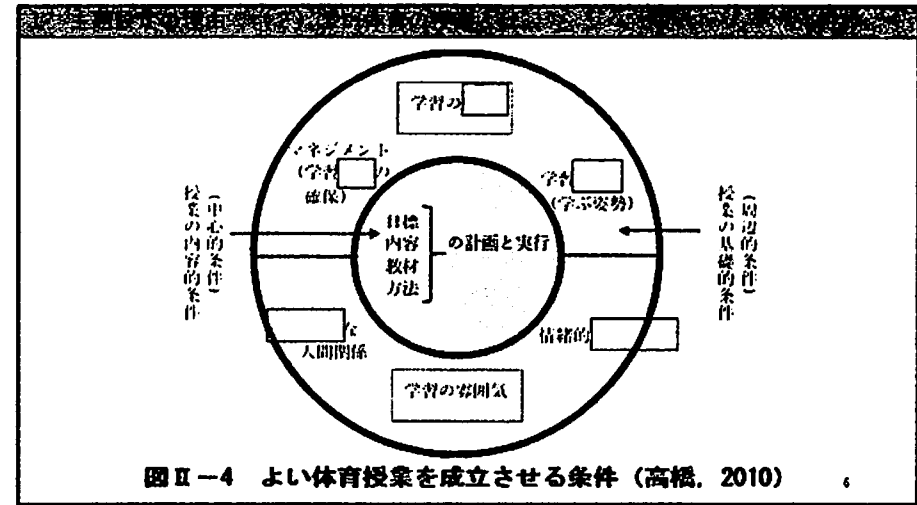 学習の
マネジメント
(学習 の
確保)
学習
(学ぶ姿勢)
授業の内容的条件
(中心的条件)
目標
内容
教材
方法
の計画と実行
(周辺的条件)
授業の基礎的条件
な
人間関係
情緒的
学習の雰囲気
図Ⅱ-4 よい体育授業を成立させる条件(高橋, 2010)
6